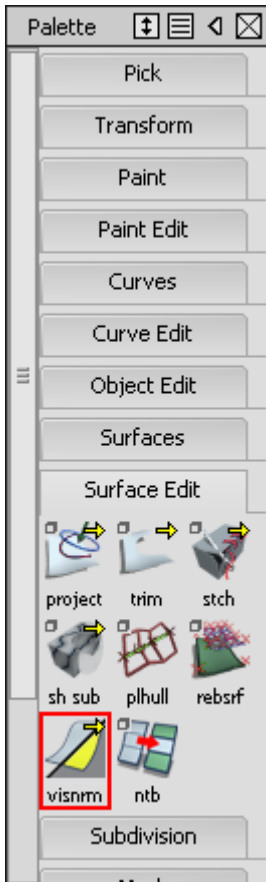 Palette
Pick
Transform
Paint
Paint Edit
Curves
Curve Edit
Object Edit
Surfaces
Surface Edit
project trim stch
sh sub plhull rebsrf
visnrm ntb
Subdivision